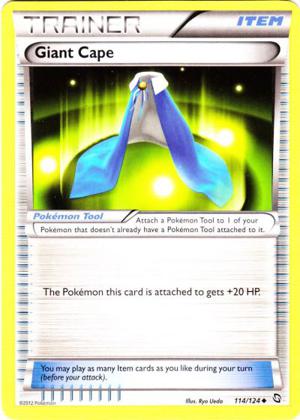 TRAINER ITEM
Giant Cape
Pokémon Tool Attach a Pokémon Tool to 1 of your
Pokémon that doesn't already have a Pokémon Tool attached to it.
The Pokémon this card is attached to gets +20 HP.
You may play as many Item cards as you like during your turn
(before your attack).
©2012 Pokémon Illus. Ryo Ueda 114/124